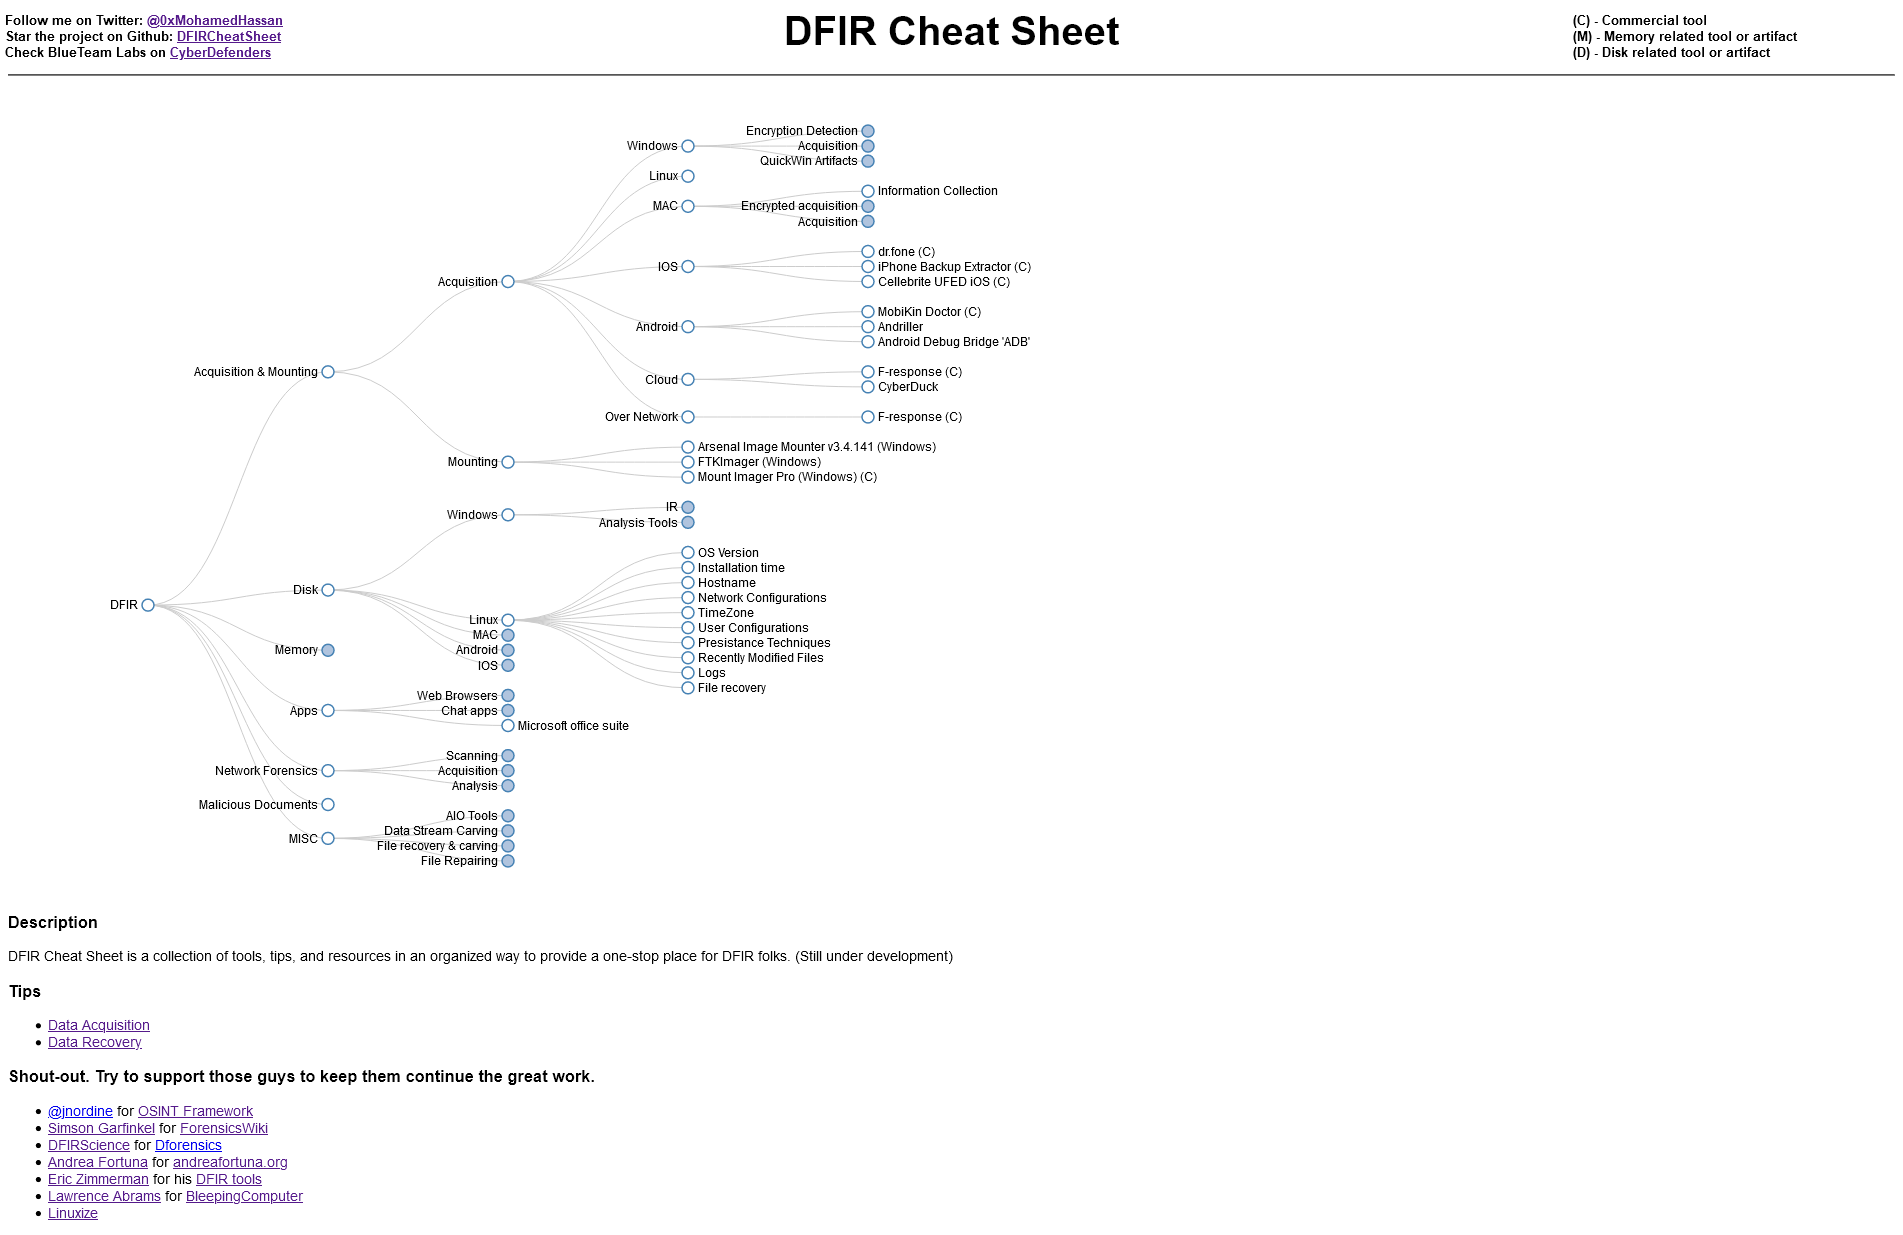 Follow me on Twitter: @0xMohamedHassan
Star the project on Github: DFIRCheatSheet
Check BlueTeam Labs on CyberDefenders
DFIR Cheat Sheet
(C) - Commercial tool
(M) - Memory related tool or artifact
(D) - Disk related tool or artifact
DFIR
Acquisition & Mounting
Acquisition
Windows
Encryption Detection
Acquisition
QuickWin Artifacts
Linux
MAC
Information Collection
Encrypted acquisition
Acquisition
IOS
dr.fone (C)
iPhone Backup Extractor (C)
Cellebrite UFED iOS (C)
Android
MobiKin Doctor (C)
Andriller
Android Debug Bridge 'ADB'
Cloud
F-response (C)
CyberDuck
Over Network
F-response (C)
Mounting
Arsenal Image Mounter v3.4.141 (Windows)
FTKImager (Windows)
Mount Imager Pro (Windows) (C)
Disk
Windows
IR
Analysis Tools
Linux
OS Version
Installation time
Hostname
Network Configurations
TimeZone
User Configurations
Presistance Techniques
Recently Modified Files
Logs
File recovery
MAC
Android
IOS
Memory
Apps
Web Browsers
Chat apps
Microsoft office suite
Network Forensics
Scanning
Acquisition
Analysis
Malicious Documents
MISC
AIO Tools
Data Stream Carving
File recovery & carving
File Repairing
Description
DFIR Cheat Sheet is a collection of tools, tips, and resources in an organized way to provide a one-stop place for DFIR folks. (Still under development)
Tips
• Data Acquisition
• Data Recovery
Shout-out. Try to support those guys to keep them continue the great work.
• @jnordine for OSINT Framework
• Simson Garfinkel for ForensicsWiki
• DFIRScience for Dforensics
• Andrea Fortuna for andreafortuna.org
• Eric Zimmerman for his DFIR tools
• Lawrence Abrams for BleepingComputer
• Linuxize